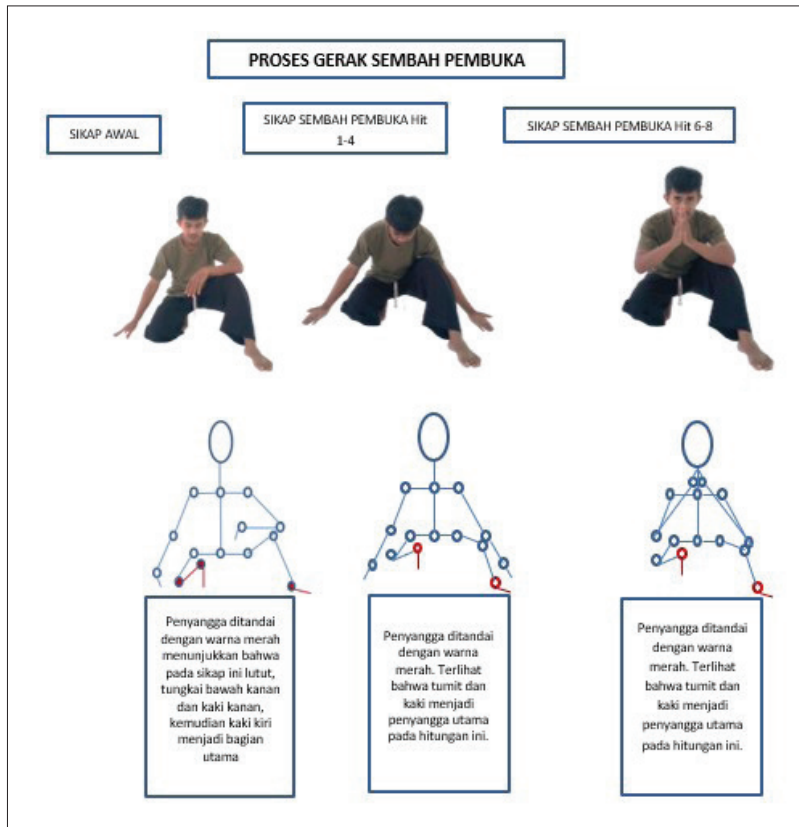 PROSES GERAK SEMBAH PEMBUKA
SIKAP AWAL
SIKAP SEMBAH PEMBUKA Hit
1-4
SIKAP SEMBAH PEMBUKA Hit 6-8
Penyangga ditandai
dengan warna merah
menunjukkan bahwa
pada sikap ini lutut,
tungkai bawah kanan
dan kaki kanan,
kemudian kaki kiri
menjadi bagian
utama
Penyangga ditandai
dengan warna
merah. Terlihat
bahwa tumit dan
kaki menjadi
penyangga utama
pada hitungan ini.
Penyangga ditandai
dengan warna
merah. Terlihat
bahwa tumit dan
kaki menjadi
penyangga utama
pada hitungan ini.